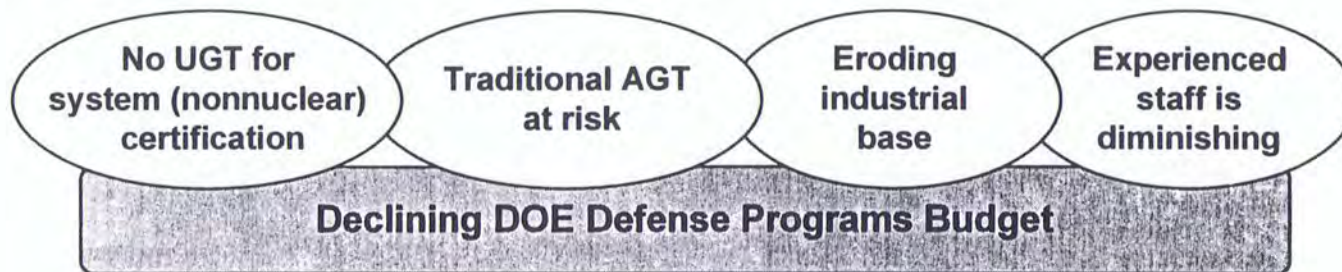 No UGT for
system (nonnuclear)
certification
Traditional AGT
at risk
Eroding
industrial
base
Experienced
staff is
diminishing
Declining DOE Defense Programs Budget